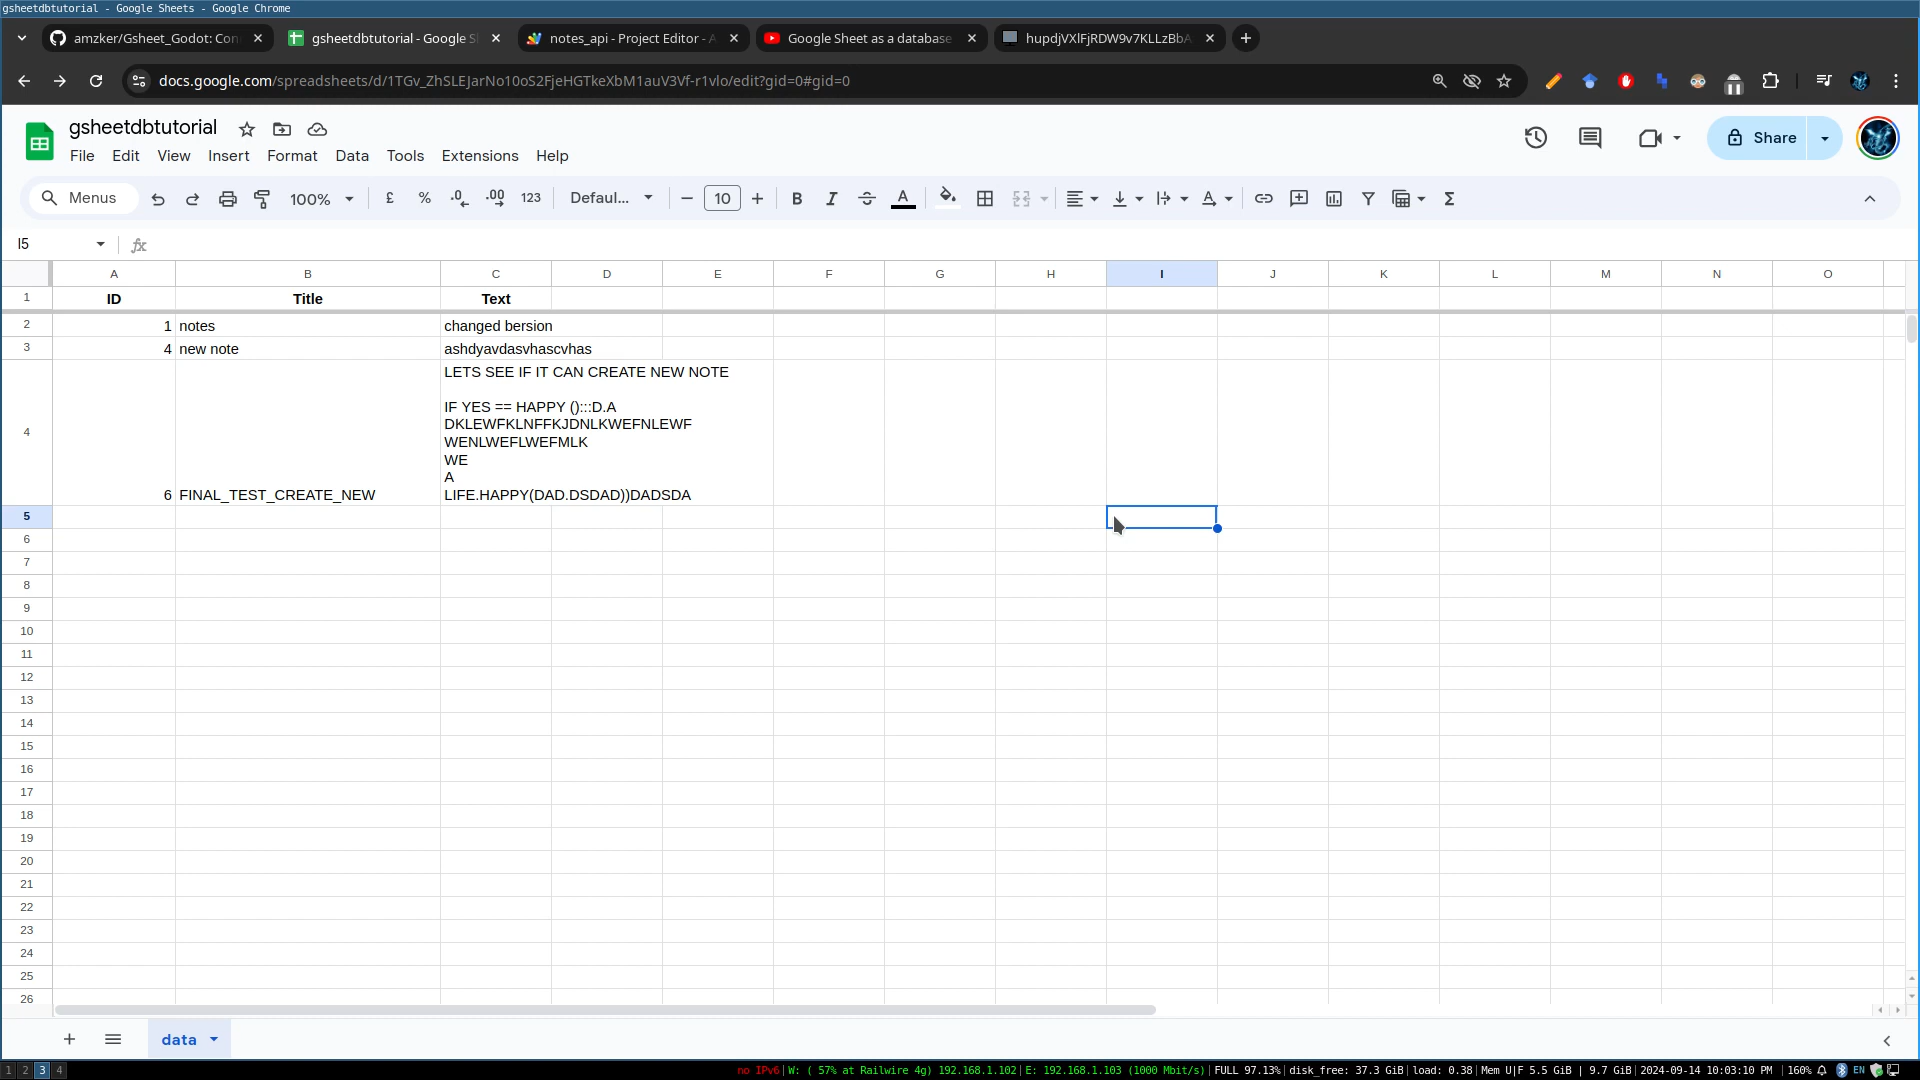 gsheetdbtutorial - Google Sheets - Google Chrome
amzker/Gsheet_Godot: Con
gsheetdbtutorial - Google Sh
notes_api - Project Editor - A
Google Sheet as a database
docs.google.com/spreadsheets/d/1TGv_ZhSLEJarNo10oS2FjeHGTkeXbM1auV3Vf-r1vlo/edit?gid=0#gid=0
gsheetdbtutorial
File Edit View Insert Format Data Tools Extensions Help
Share
Menus 100% £ % .0 .00 123 Defaul... 10 B I S A
I5 fx
A B C D E F G H I J K L M N O
1 ID Title Text
2 1 notes changed bersion
3 4 new note ashdyavdasvhascvhas
LETS SEE IF IT CAN CREATE NEW NOTE
IF YES == HAPPY ():::D.A
DKLEWFKLNFFKJDNLKWEFNLEWF
4
WENLWEFLWEFMLK
WE
A
6 FINAL_TEST_CREATE_NEW LIFE.HAPPY(DAD.DSDAD))DADSDA
5
6
7
8
9
10
11
12
13
14
15
16
17
18
19
20
21
22
23
24
25
26
data
1 2 3 4 no IPv6|W: ( 57% at Railwire 4g) 192.168.1.102|E: 192.168.1.103 (1000 Mbit/s)|FULL 97.13%|disk_free: 37.3 GiB|load: 0.38|Mem U|F 5.5 GiB | 9.7 GiB|2024-09-14 10:03:10 PM |160% EN